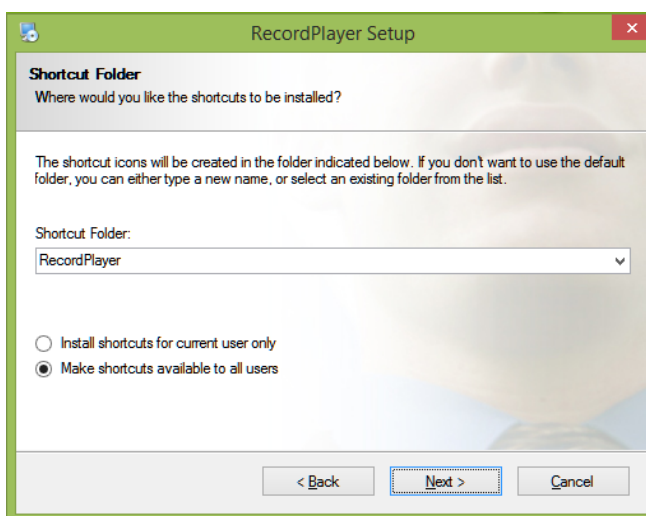 RecordPlayer Setup
Shortcut Folder
Where would you like the shortcuts to be installed?
The shortcut icons will be created in the folder indicated below. If you don't want to use the default
folder, you can either type a new name, or select an existing folder from the list.
Shortcut Folder:
RecordPlayer
Install shortcuts for current user only
Make shortcuts available to all users
< Back Next > Cancel